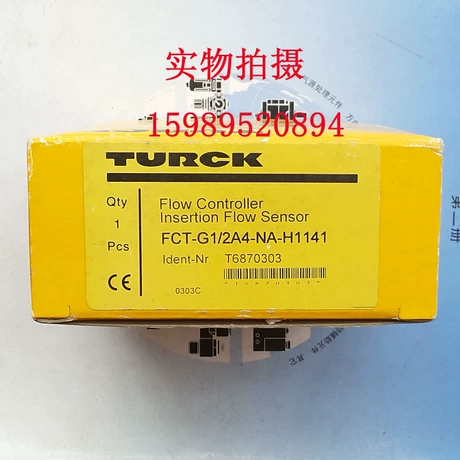 实物拍摄
15989520894
TURCK
Qty
1
Pcs
Flow Controller
Insertion Flow Sensor
FCT-G1/2A4-NA-H1141
Ident-Nr. T6870303
CE
0303C